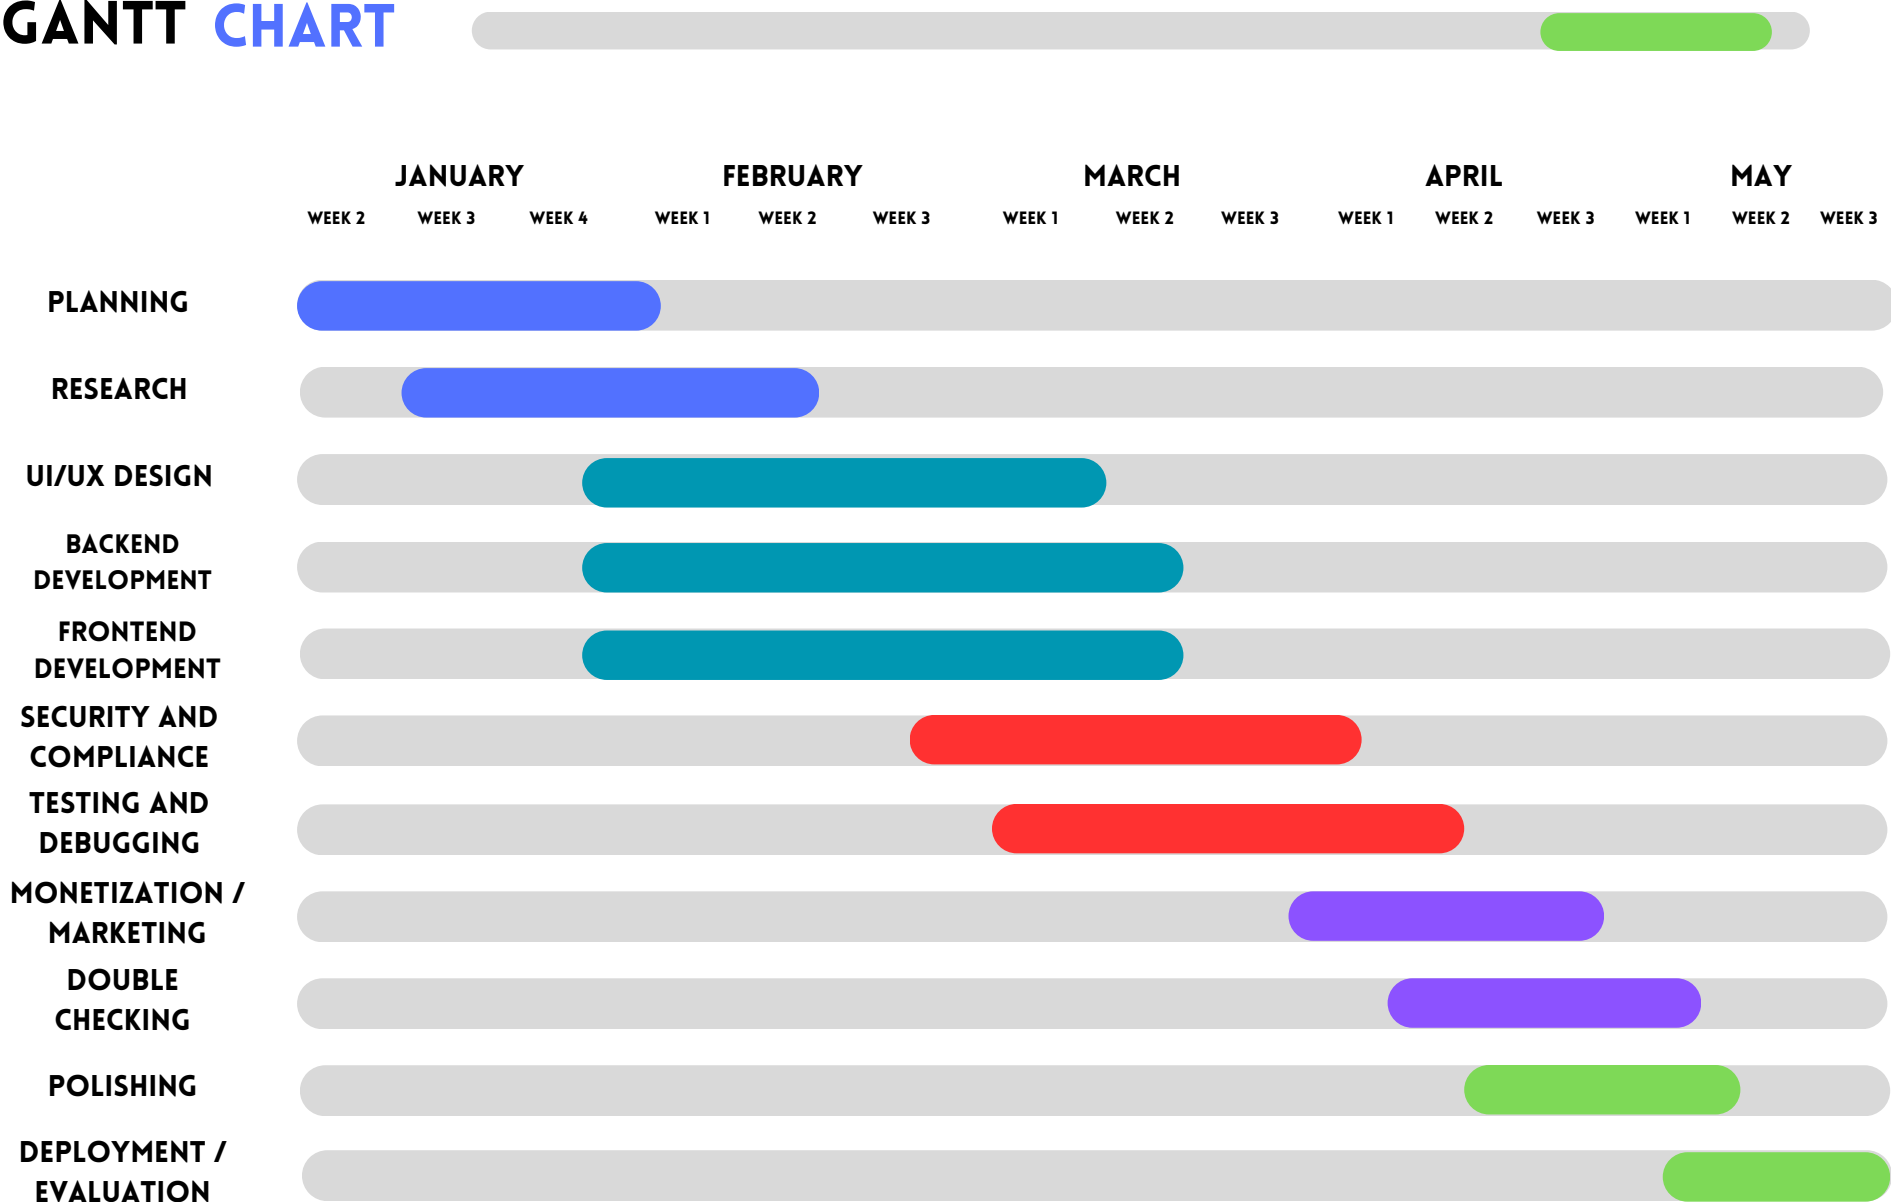 GANTT CHART
JANUARY FEBRUARY MARCH APRIL MAY
WEEK 2 WEEK 3 WEEK 4 WEEK 1 WEEK 2 WEEK 3 WEEK 1 WEEK 2 WEEK 3 WEEK 1 WEEK 2 WEEK 3 WEEK 1 WEEK 2 WEEK 3
PLANNING
RESEARCH
UI/UX DESIGN
BACKEND
DEVELOPMENT
FRONTEND
DEVELOPMENT
SECURITY AND
COMPLIANCE
TESTING AND
DEBUGGING
MONETIZATION /
MARKETING
DOUBLE
CHECKING
POLISHING
DEPLOYMENT /
EVALUATION